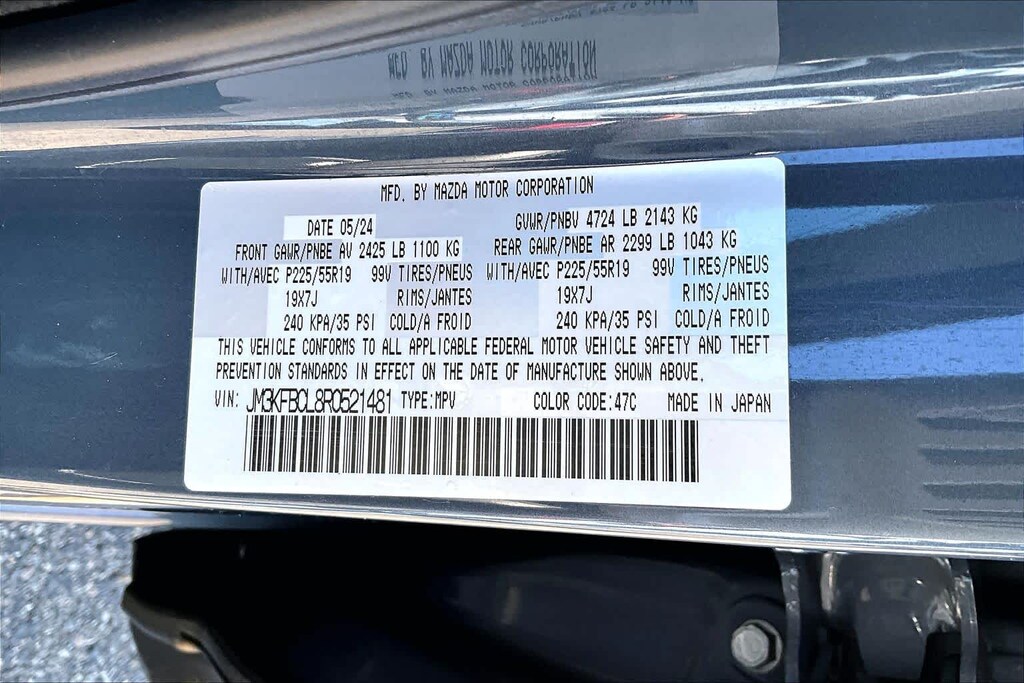 MFD. BY MAZDA MOTOR CORPORATION
MFD. BY MAZDA MOTOR CORPORATION
DATE 05/24 GVWR/PNBV 4724 LB 2143 KG
FRONT GAWR/PNBE AV 2425 LB 1100 KG REAR GAWR/PNBE AR 2299 LB 1043 KG
WITH/AVEC P225/55R19 99V TIRES/PNEUS WITH/AVEC P225/55R19 99V TIRES/PNEUS
19X7J RIMS/JANTES 19X7J RIMS/JANTES
240 KPA/35 PSI COLD/A FROID 240 KPA/35 PSI COLD/A FROID
THIS VEHICLE CONFORMS TO ALL APPLICABLE FEDERAL MOTOR VEHICLE SAFETY AND THEFT
PREVENTION STANDARDS IN EFFECT ON THE DATE OF MANUFACTURE SHOWN ABOVE.
VIN: JM3KFBCL8R0521481 TYPE:MPV COLOR CODE:47C MADE IN JAPAN